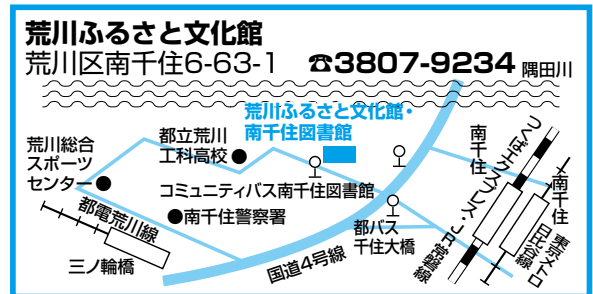 荒川ふるさと文化館
荒川区南千住6-63-1 ☎3807-9234
隅田川
荒川ふるさと文化館・
南千住図書館
都立荒川
工科高校
荒川総合
スポーツ
センター
コミュニティバス南千住図書館
南千住警察署
都電荒川線
三ノ輪橋
国道4号線
都バス
千住大橋
南千住
つくばエクスプレス・JR常磐線
南千住
東京メトロ
日比谷線